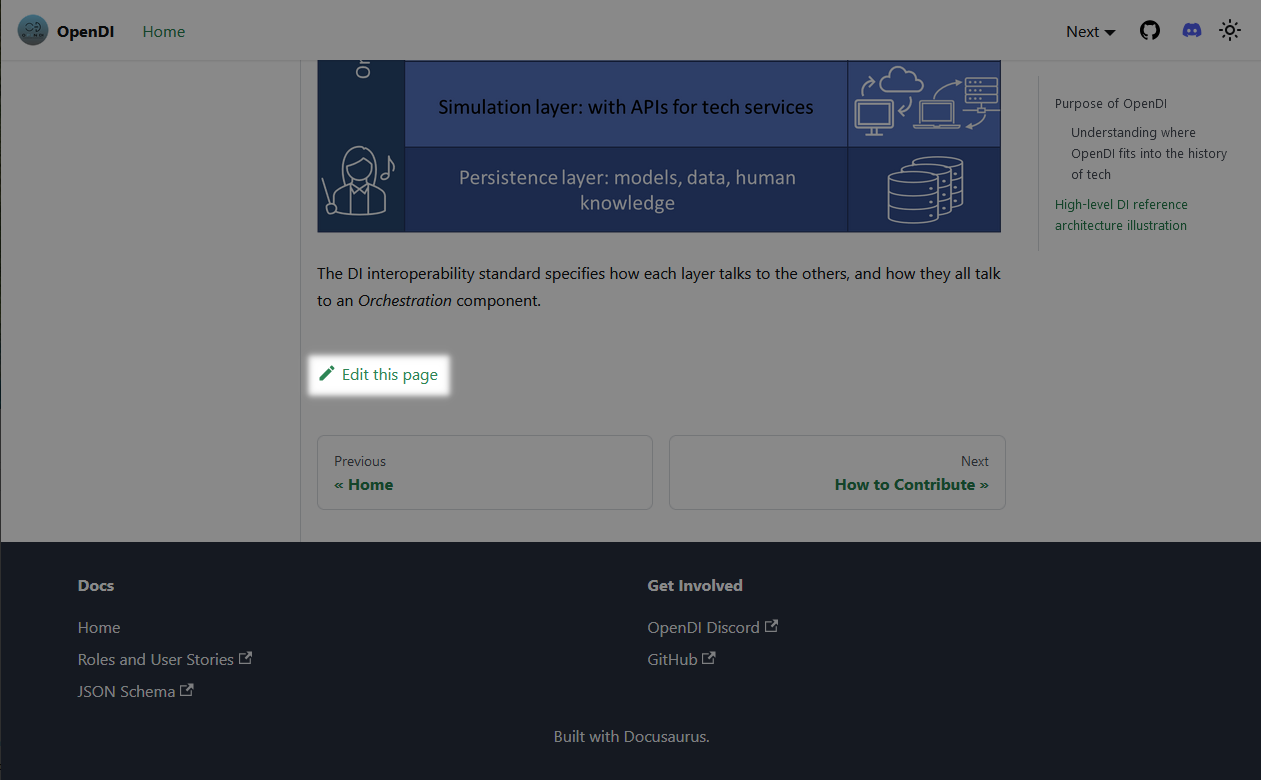 OpenDI
Home
Next
Simulation layer: with APIs for tech services
Persistence layer: models, data, human
knowledge
Purpose of OpenDI
Understanding where
OpenDI fits into the history
of tech
High-level DI reference
architecture illustration
The DI interoperability standard specifies how each layer talks to the others, and how they all talk
to an Orchestration component.
Edit this page
Previous
« Home
Next
How to Contribute »
Docs
Home
Roles and User Stories
JSON Schema
Get Involved
OpenDI Discord
GitHub
Built with Docusaurus.